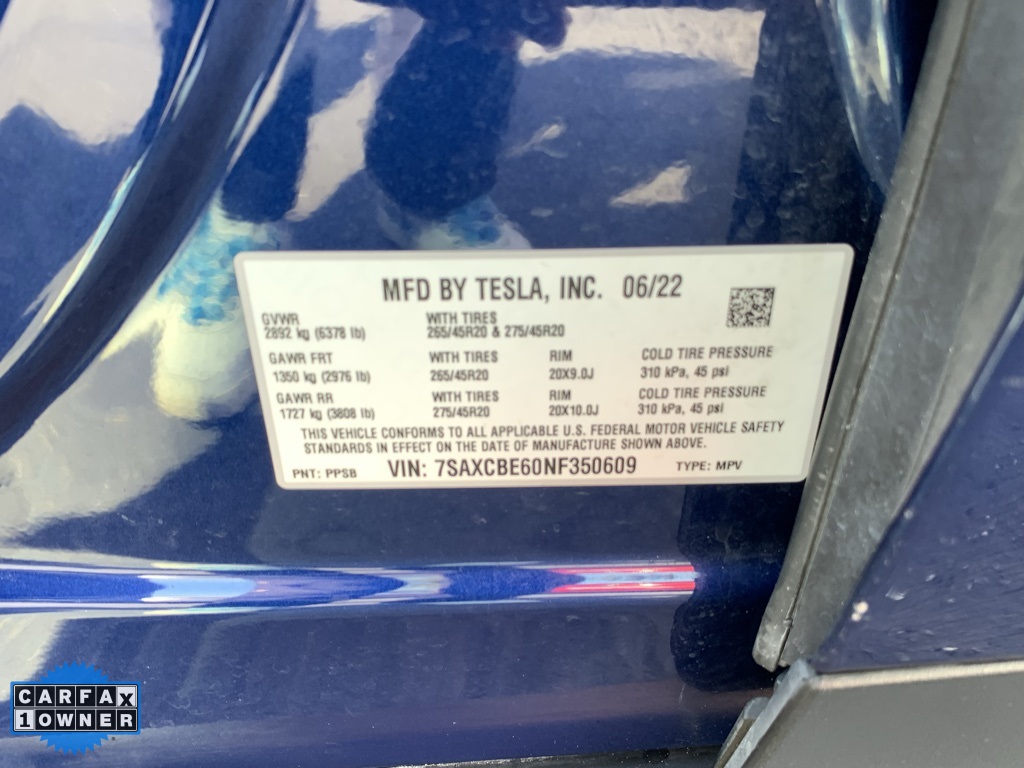 MFD BY TESLA, INC. 06/22
GVWR WITH TIRES
2892 kg (6378 lb) 265/45R20 & 275/45R20
GAWR FRT WITH TIRES RIM COLD TIRE PRESSURE
1350 kg (2976 lb) 265/45R20 20X9.0J 310 kPa, 45 psi
GAWR RR WITH TIRES RIM COLD TIRE PRESSURE
1727 kg (3808 lb) 275/45R20 20X10.0J 310 kPa, 45 psi
THIS VEHICLE CONFORMS TO ALL APPLICABLE U.S. FEDERAL MOTOR VEHICLE SAFETY
STANDARDS IN EFFECT ON THE DATE OF MANUFACTURE SHOWN ABOVE.
PNT: PPSB VIN: 7SAXCBE60NF350609 TYPE: MPV
CARFAX
1 OWNER